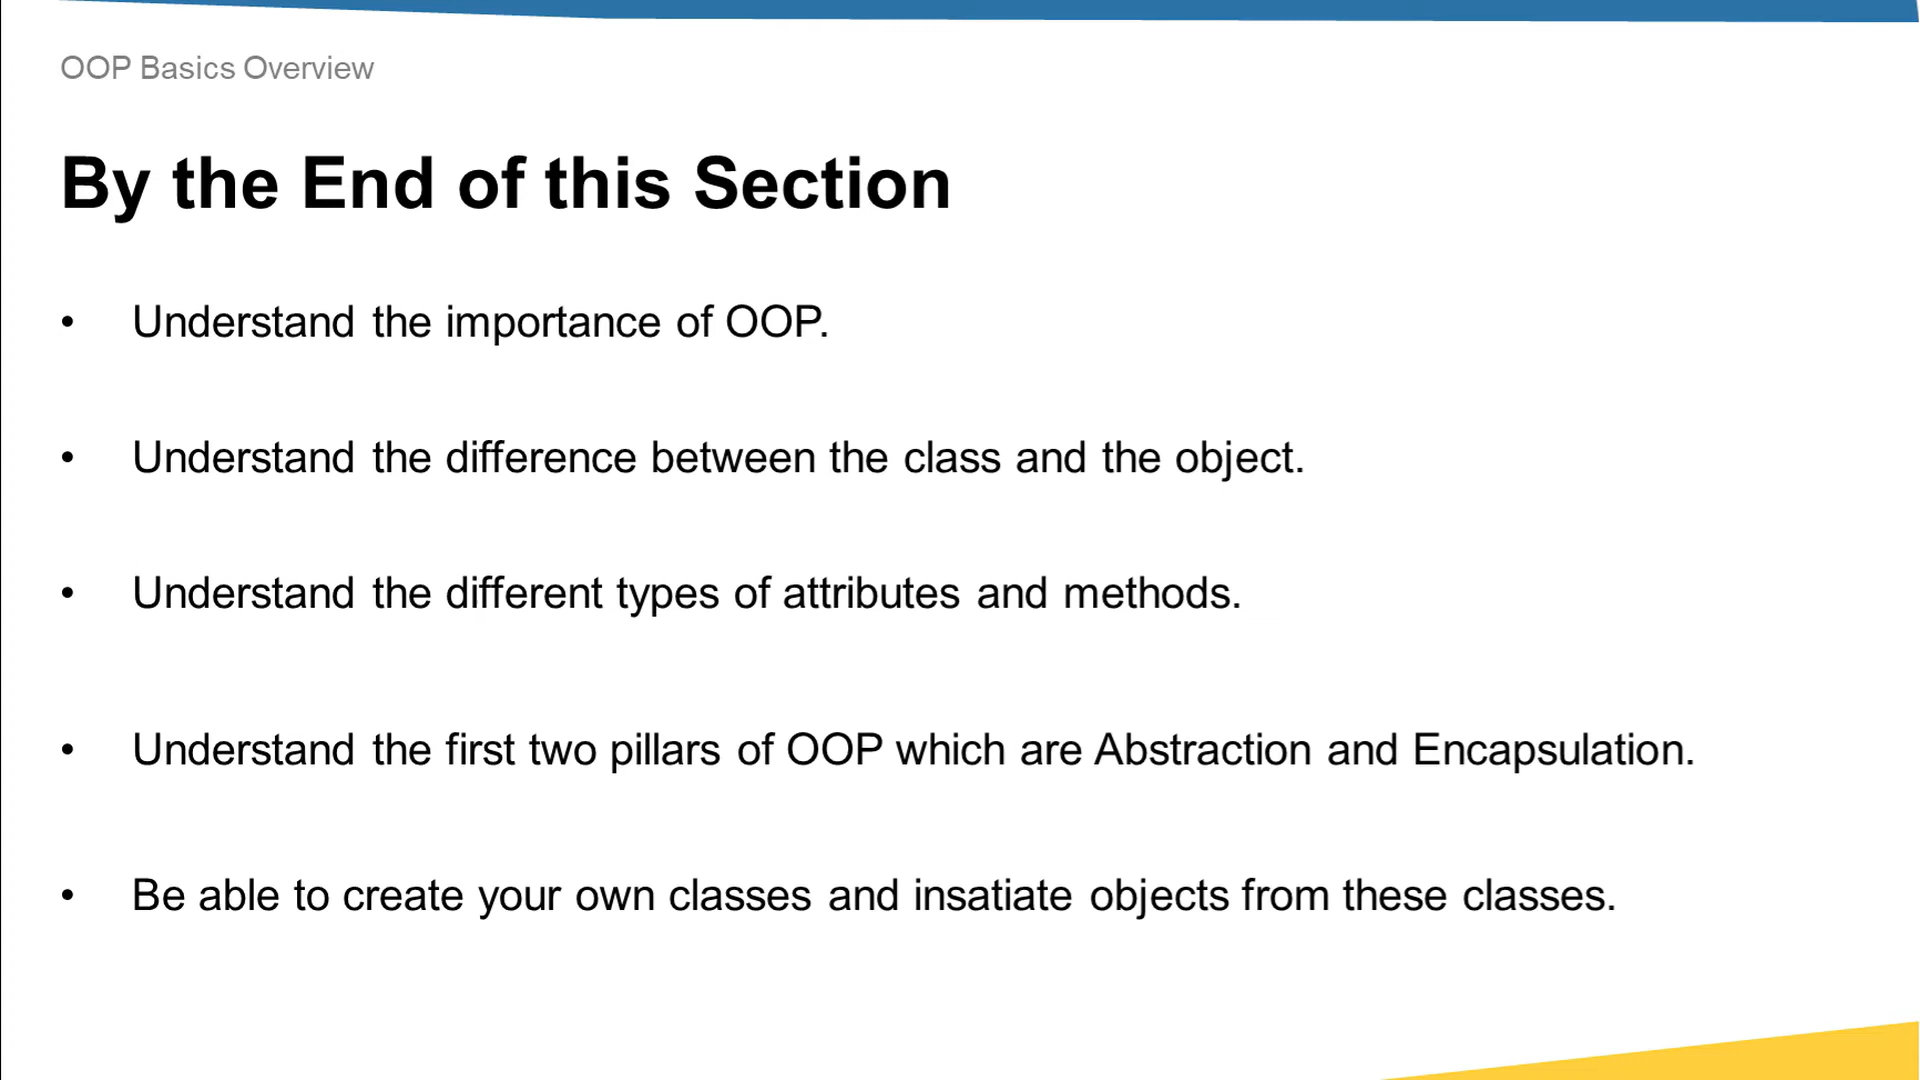 OOP Basics Overview
By the End of this Section
• Understand the importance of OOP.
• Understand the difference between the class and the object.
• Understand the different types of attributes and methods.
• Understand the first two pillars of OOP which are Abstraction and Encapsulation.
• Be able to create your own classes and insatiate objects from these classes.